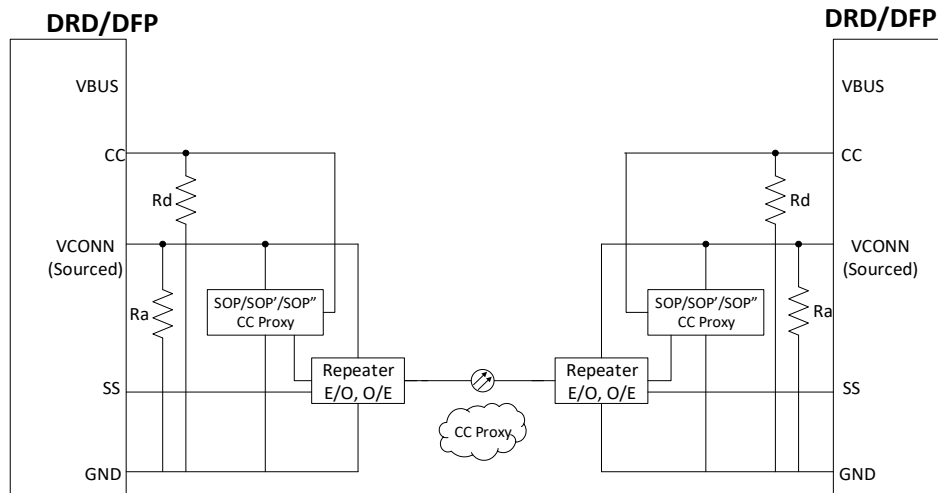 DRD/DFP
VBUS
CC
Rd
VCONN
(Sourced)
Ra
SOP/SOP'/SOP"
CC Proxy
SS
Repeater
E/O, O/E
GND
CC Proxy
DRD/DFP
VBUS
CC
Rd
VCONN
(Sourced)
SOP/SOP'/SOP"
CC Proxy
Ra
Repeater
E/O, O/E
SS
GND